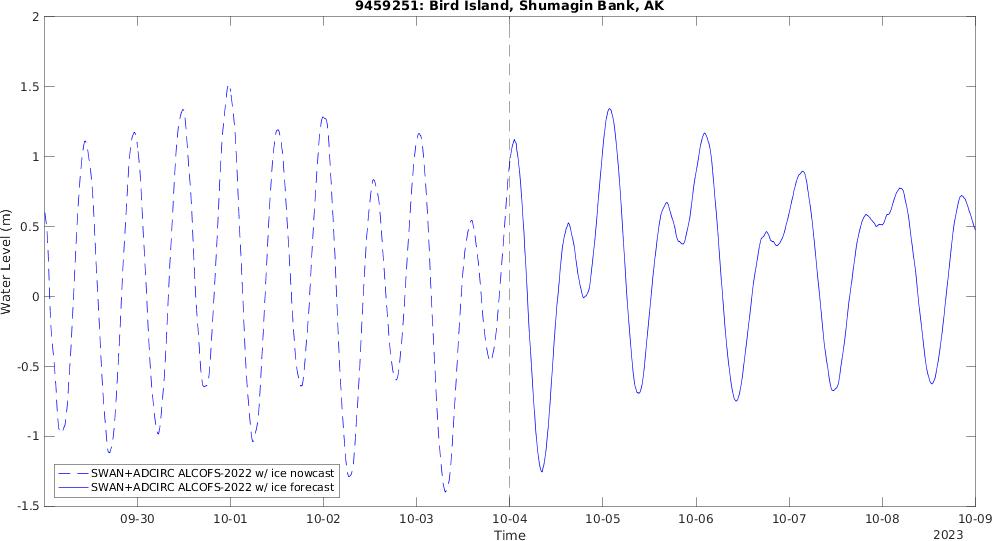 9459251: Bird Island, Shumagin Bank, AK
2
1.5
1
0.5
0
-0.5
-1
-1.5
Water Level (m)
SWAN+ADCIRC ALCOFS-2022 w/ ice nowcast
SWAN+ADCIRC ALCOFS-2022 w/ ice forecast
09-30 10-01 10-02 10-03 10-04 10-05 10-06 10-07 10-08 10-09
Time
2023